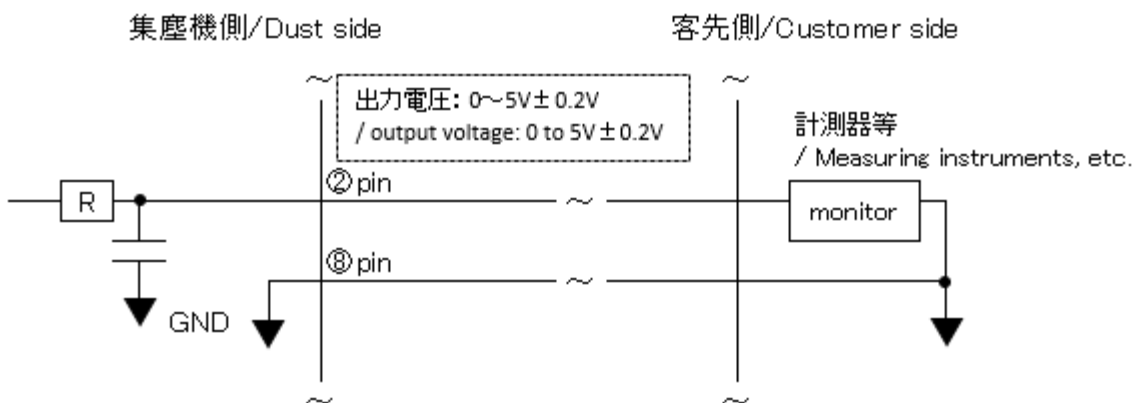 集塵機側/Dust side
客先側/Customer side
出力電圧: 0～5V± 0.2V
/ output voltage: 0 to 5V±0.2V
計測器等
/ Measuring instruments, etc.
②pin
R
monitor
⑧pin
GND